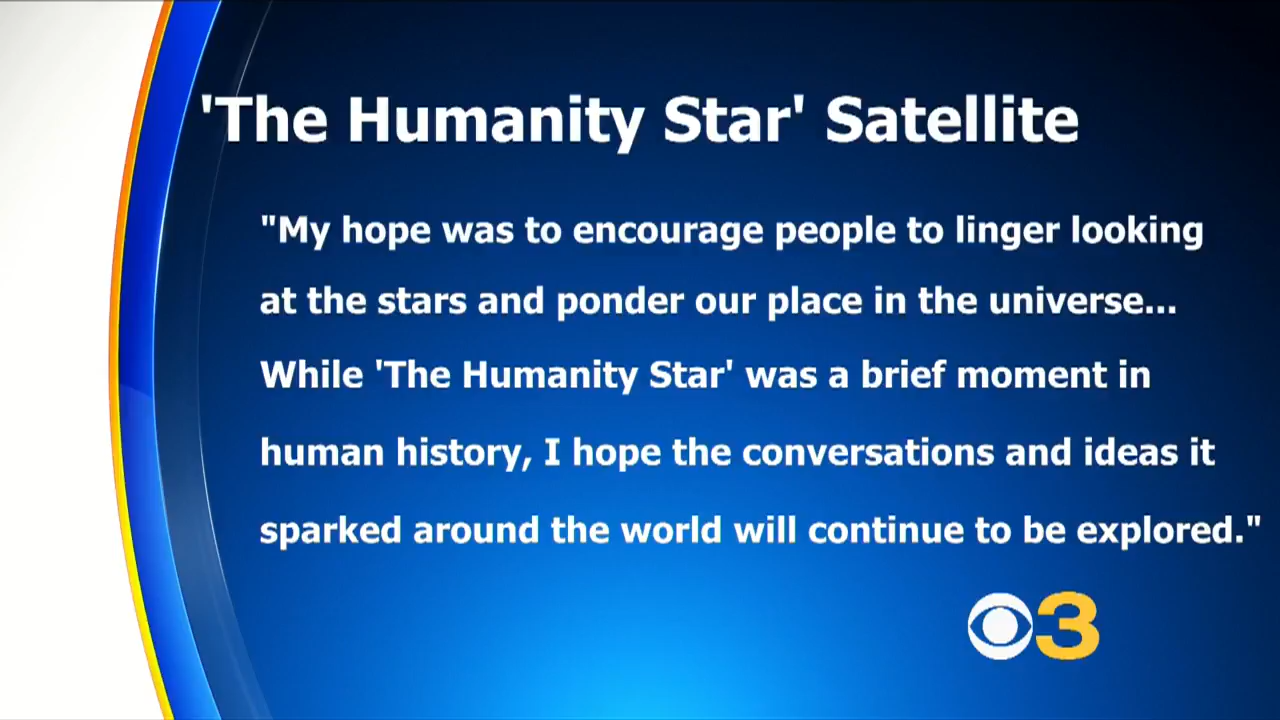 'The Humanity Star' Satellite
"My hope was to encourage people to linger looking
at the stars and ponder our place in the universe...
While 'The Humanity Star' was a brief moment in
human history, I hope the conversations and ideas it
sparked around the world will continue to be explored."
3